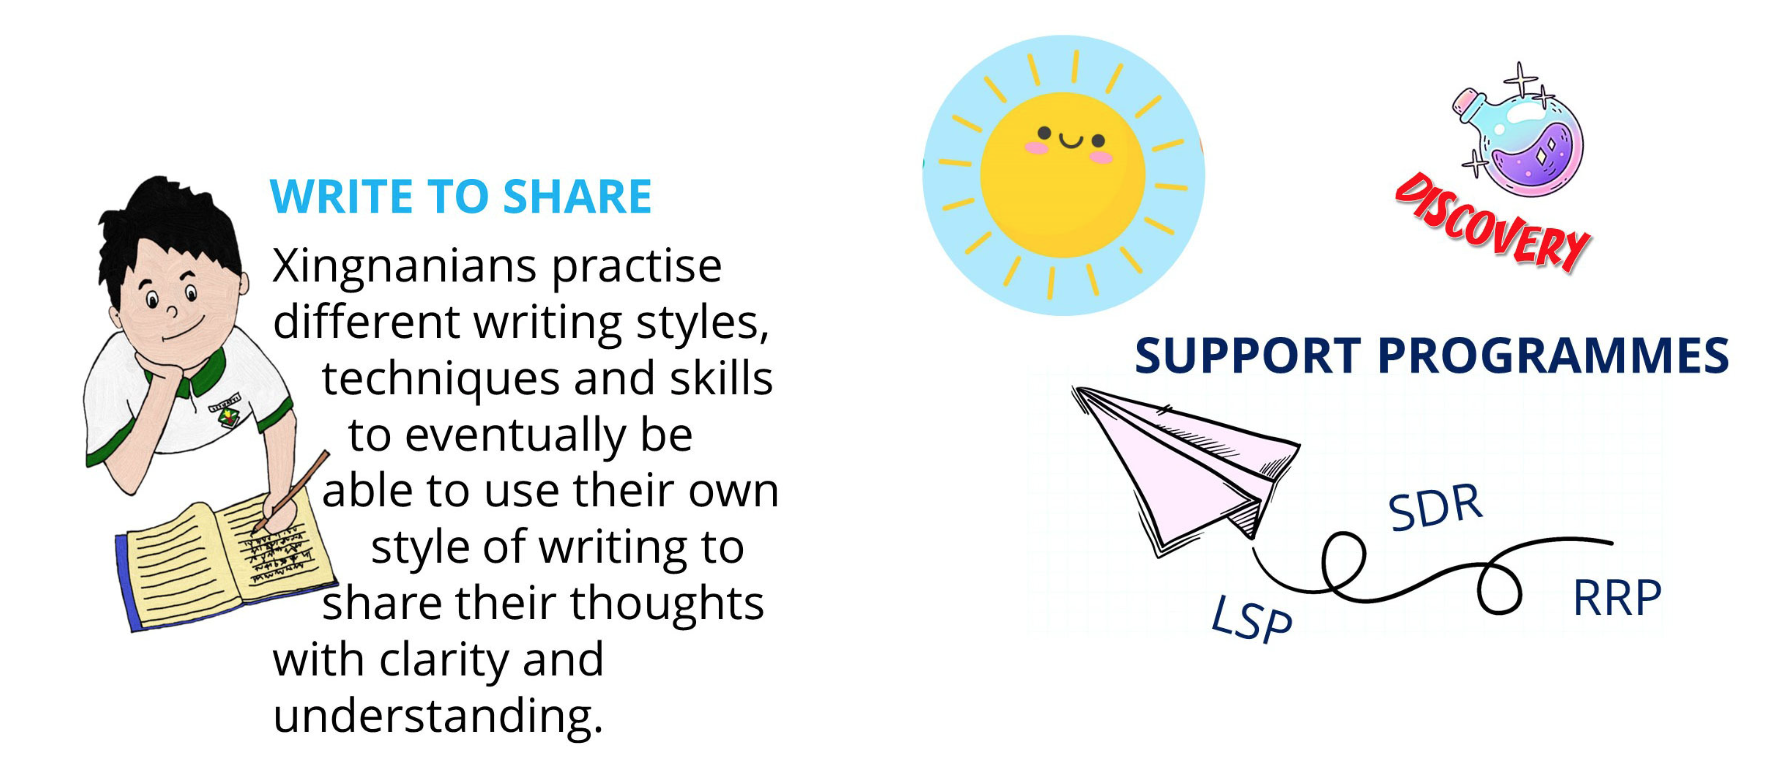 WRITE TO SHARE
Xingnanians practise
different writing styles,
techniques and skills
to eventually be
able to use their own
style of writing to
share their thoughts
with clarity and
understanding.
DISCOVERY
SUPPORT PROGRAMMES
SDR
LSP
RRP